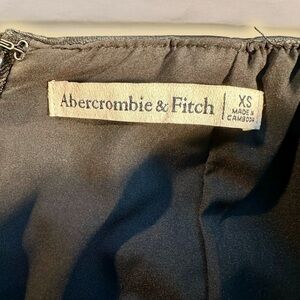 Abercrombie & Fitch
XS
MADE IN
CAMBODIA